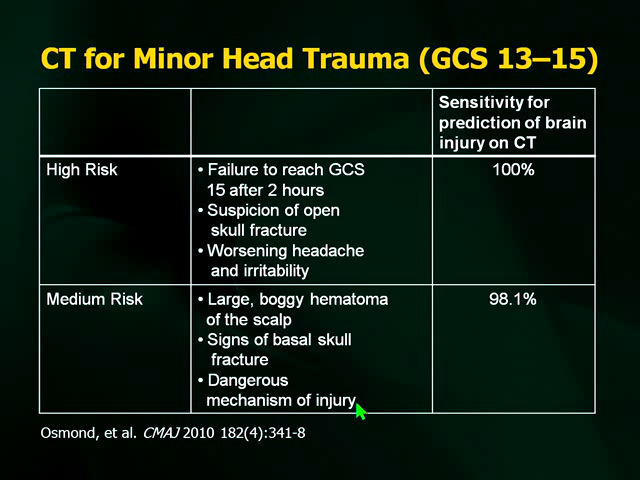 CT for Minor Head Trauma (GCS 13–15)
Sensitivity for
prediction of brain
injury on CT
High Risk
• Failure to reach GCS
15 after 2 hours
• Suspicion of open
skull fracture
• Worsening headache
and irritability
100%
Medium Risk
• Large, boggy hematoma
of the scalp
• Signs of basal skull
fracture
• Dangerous
mechanism of injury
98.1%
Osmond, et al. CMAJ 2010 182(4):341-8